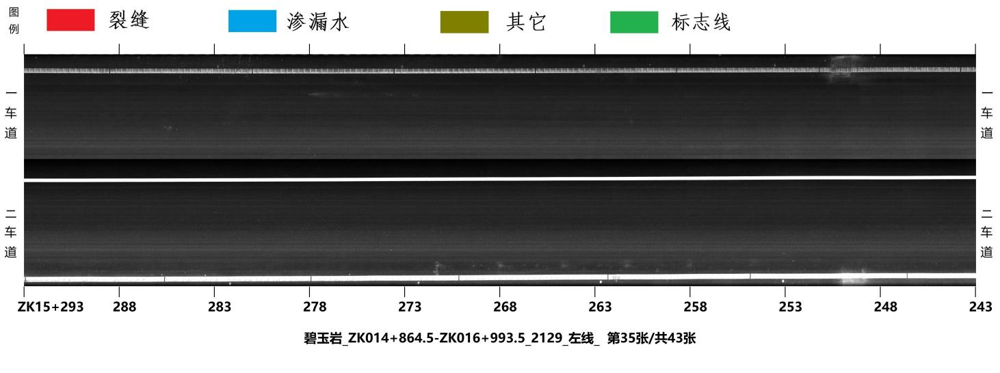 图例
裂缝 渗漏水 其它 标志线
一车道 一车道
二车道 二车道
ZK15+293 288 283 278 273 268 263 258 253 248 243
碧玉岩_ZK014+864.5-ZK016+993.5_2129_左线_ 第35张/共43张